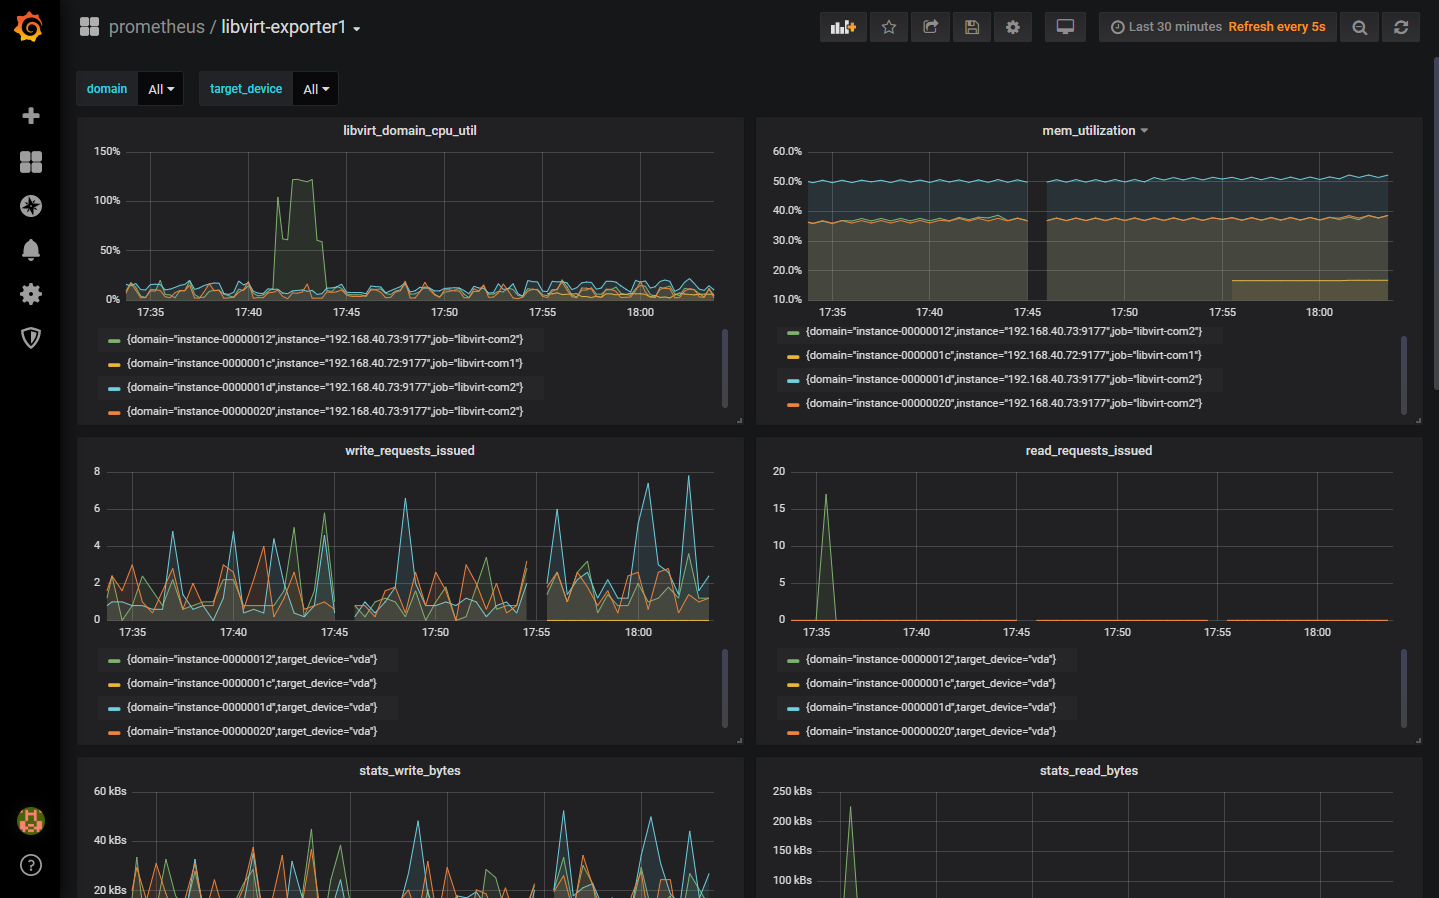 prometheus / libvirt-exporter1
Last 30 minutes Refresh every 5s
domain All target_device All
libvirt_domain_cpu_util
150%
100%
50%
0%
17:35 17:40 17:45 17:50 17:55 18:00
{domain="instance-00000012",instance="192.168.40.73:9177",job="libvirt-com2"}
{domain="instance-0000001c",instance="192.168.40.72:9177",job="libvirt-com1"}
{domain="instance-0000001d",instance="192.168.40.73:9177",job="libvirt-com2"}
{domain="instance-00000020",instance="192.168.40.73:9177",job="libvirt-com2"}
mem_utilization
60.0%
50.0%
40.0%
30.0%
20.0%
10.0%
17:35 17:40 17:45 17:50 17:55 18:00
{domain="instance-00000012",instance="192.168.40.73:9177",job="libvirt-com2"}
{domain="instance-0000001c",instance="192.168.40.72:9177",job="libvirt-com1"}
{domain="instance-0000001d",instance="192.168.40.73:9177",job="libvirt-com2"}
{domain="instance-00000020",instance="192.168.40.73:9177",job="libvirt-com2"}
write_requests_issued
8
6
4
2
0
17:35 17:40 17:45 17:50 17:55 18:00
{domain="instance-00000012",target_device="vda"}
{domain="instance-0000001c",target_device="vda"}
{domain="instance-0000001d",target_device="vda"}
{domain="instance-00000020",target_device="vda"}
read_requests_issued
20
15
10
5
0
17:35 17:40 17:45 17:50 17:55 18:00
{domain="instance-00000012",target_device="vda"}
{domain="instance-0000001c",target_device="vda"}
{domain="instance-0000001d",target_device="vda"}
{domain="instance-00000020",target_device="vda"}
stats_write_bytes
60 kBs
40 kBs
20 kBs
stats_read_bytes
250 kBs
200 kBs
150 kBs
100 kBs